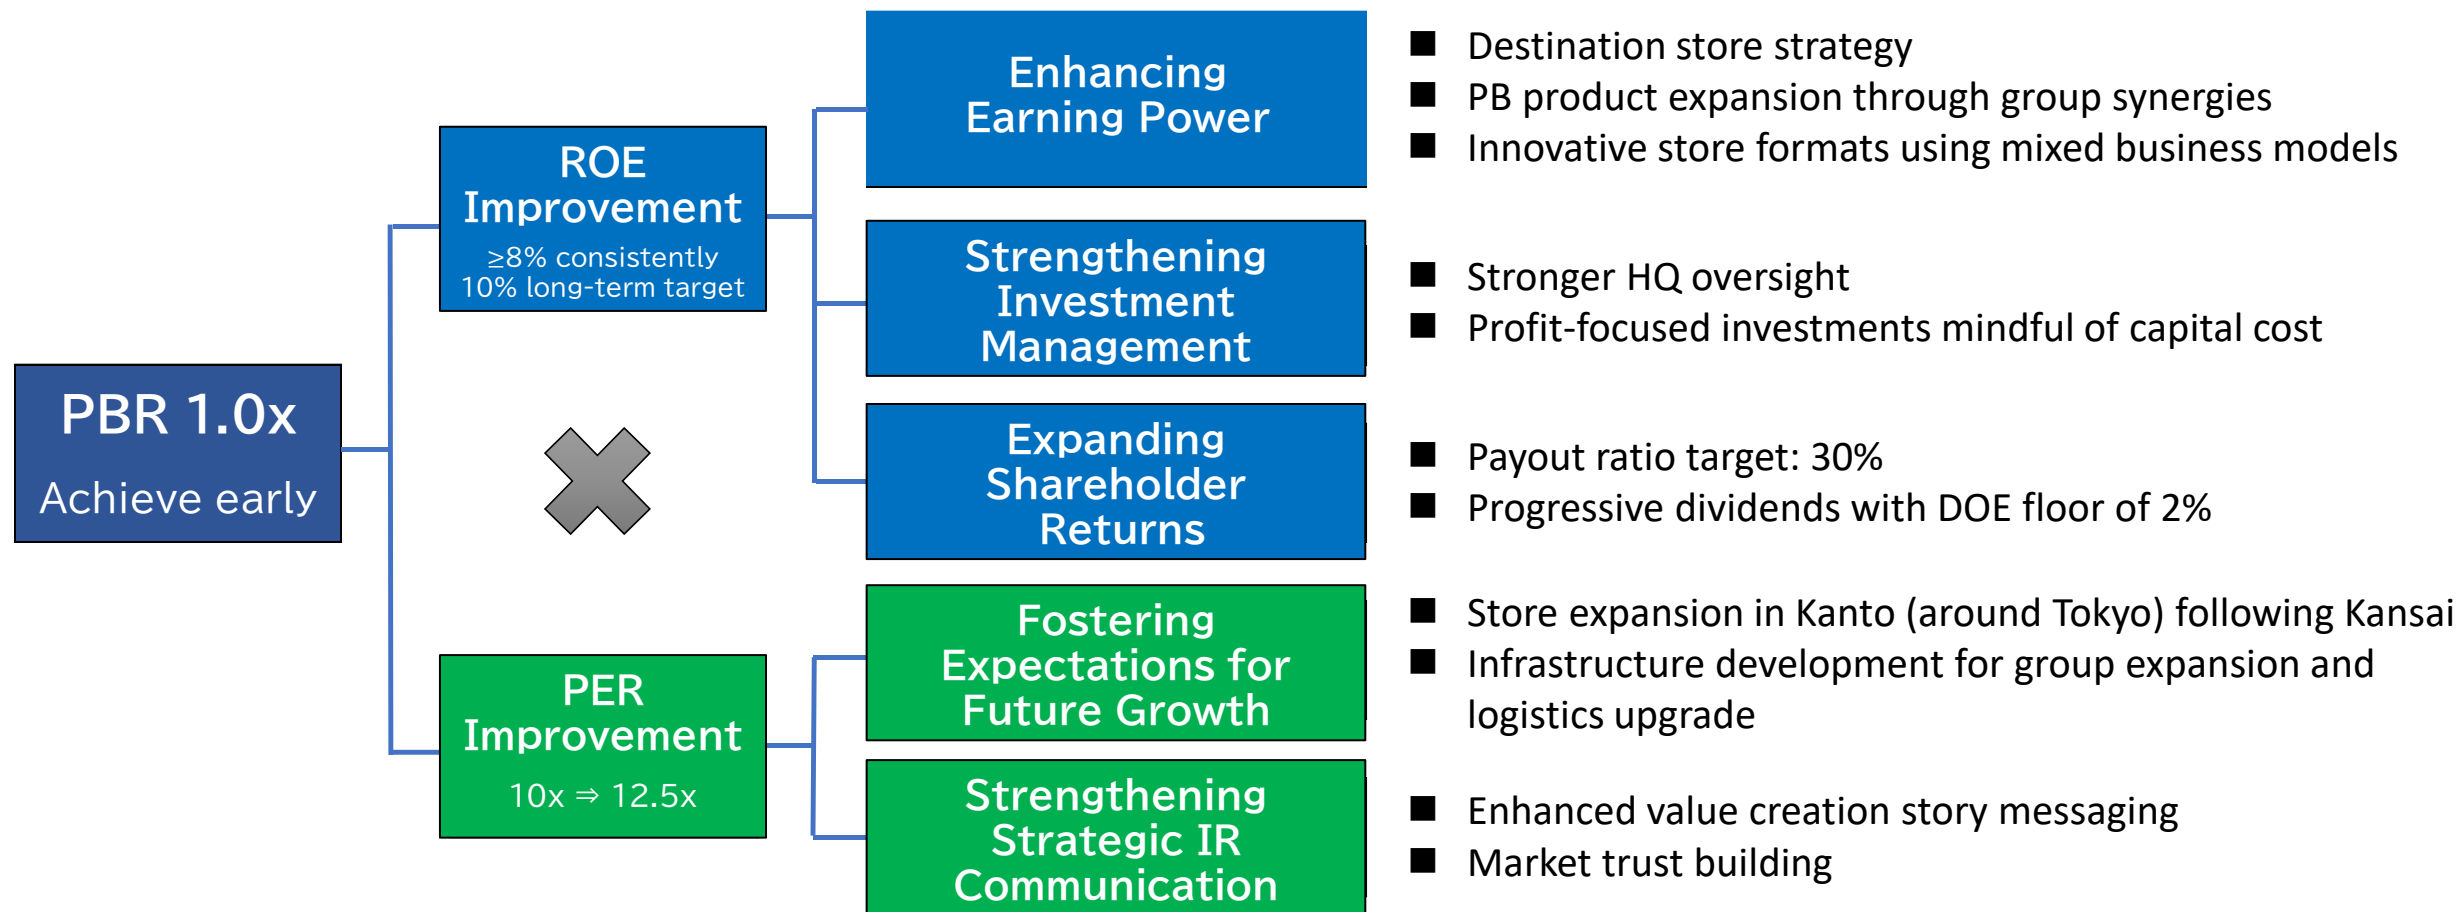 PBR 1.0x
Achieve early
ROE
Improvement
≥8% consistently
10% long-term target
PER
Improvement
10x ⇒ 12.5x
Enhancing
Earning Power
■ Destination store strategy
■ PB product expansion through group synergies
■ Innovative store formats using mixed business models
Strengthening
Investment
Management
■ Stronger HQ oversight
■ Profit-focused investments mindful of capital cost
Expanding
Shareholder
Returns
■ Payout ratio target: 30%
■ Progressive dividends with DOE floor of 2%
Fostering
Expectations for
Future Growth
■ Store expansion in Kanto (around Tokyo) following Kansai
■ Infrastructure development for group expansion and
logistics upgrade
Strengthening
Strategic IR
Communication
■ Enhanced value creation story messaging
■ Market trust building